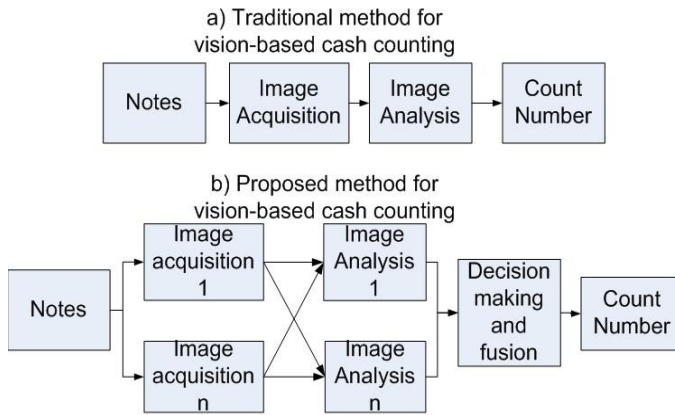 a) Traditional method for
vision-based cash counting
Notes
Image
Acquisition
Image
Analysis
Count
Number
b) Proposed method for
vision-based cash counting
Notes
Image
acquisition
1
Image
acquisition
n
Image
Analysis
1
Image
Analysis
n
Decision
making
and
fusion
Count
Number